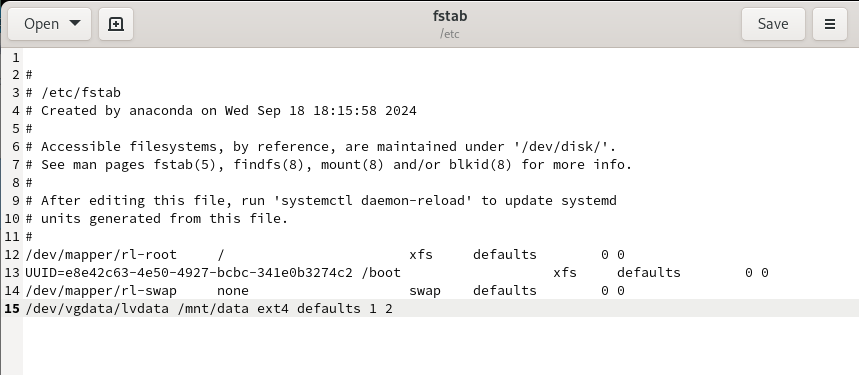 Open
fstab
/etc
Save
1
2 #
3 # /etc/fstab
4 # Created by anaconda on Wed Sep 18 18:15:58 2024
5 #
6 # Accessible filesystems, by reference, are maintained under '/dev/disk/'.
7 # See man pages fstab(5), findfs(8), mount(8) and/or blkid(8) for more info.
8 #
9 # After editing this file, run 'systemctl daemon-reload' to update systemd
10 # units generated from this file.
11 #
12 /dev/mapper/rl-root     /                       xfs     defaults        0 0
13 UUID=e8e42c63-4e50-4927-bcbc-341e0b3274c2 /boot                         xfs     defaults        0 0
14 /dev/mapper/rl-swap     none                    swap    defaults        0 0
15 /dev/vgdata/lvdata /mnt/data ext4 defaults 1 2